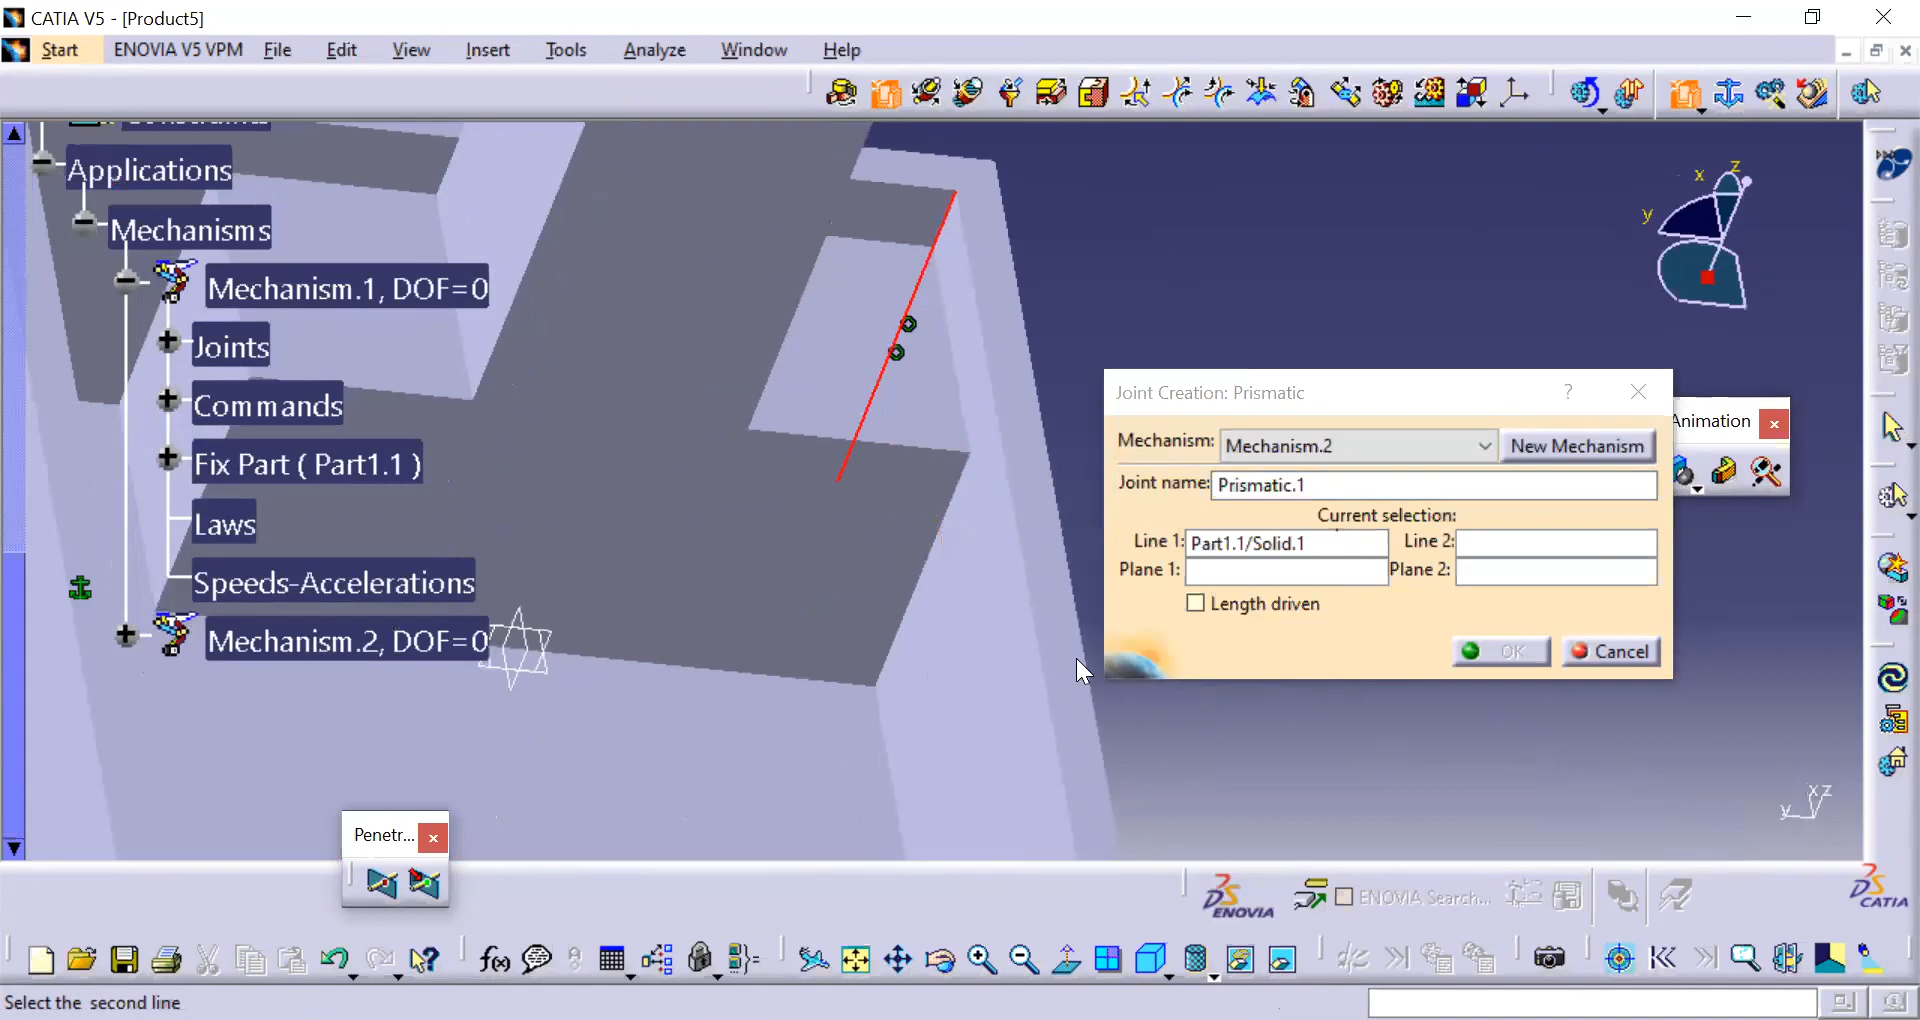 CATIA V5 - [Product5]
Start ENOVIA V5 VPM File Edit View Insert Tools Analyze Window Help
Constraints
Applications
Mechanisms
Mechanism.1, DOF=0
Joints
Commands
Fix Part ( Part1.1 )
Laws
Speeds-Accelerations
Mechanism.2, DOF=0
x z
y
Joint Creation: Prismatic ?
Mechanism: Mechanism.2 New Mechanism
Joint name: Prismatic.1
Current selection:
Line 1: Part1.1/Solid.1 Line 2:
Plane 1: Plane 2:
Length driven
OK Cancel
Animation
Penetr...
x z
y
DS ENOVIA
ENOVIA Search...
DS CATIA
f(x)
Select the second line